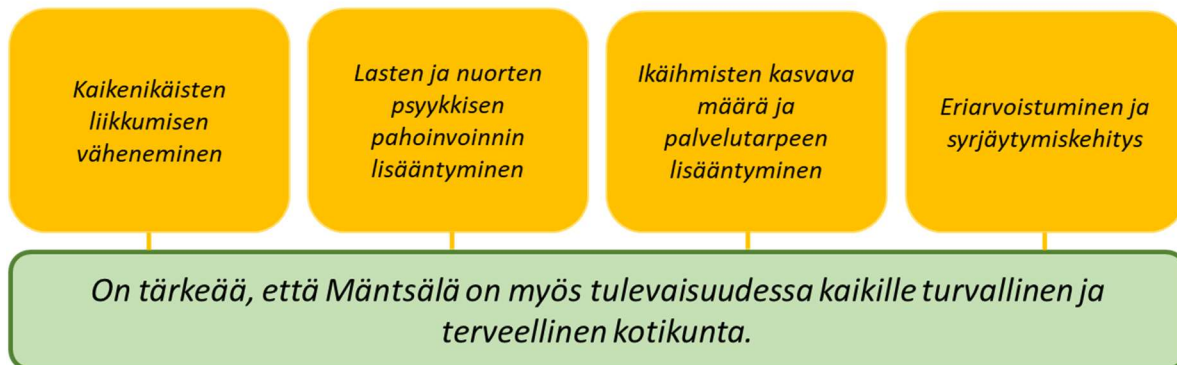 Kaikenikäisten
liikkumisen
väheneminen
Lasten ja nuorten
psyykkisen
pahoinvoinnin
lisääntyminen
Ikäihmisten kasvava
määrä ja
palvelutarpeen
lisääntyminen
Eriarvoistuminen ja
syrjäytymiskehitys
On tärkeää, että Mäntsälä on myös tulevaisuudessa kaikille turvallinen ja
terveellinen kotikunta.